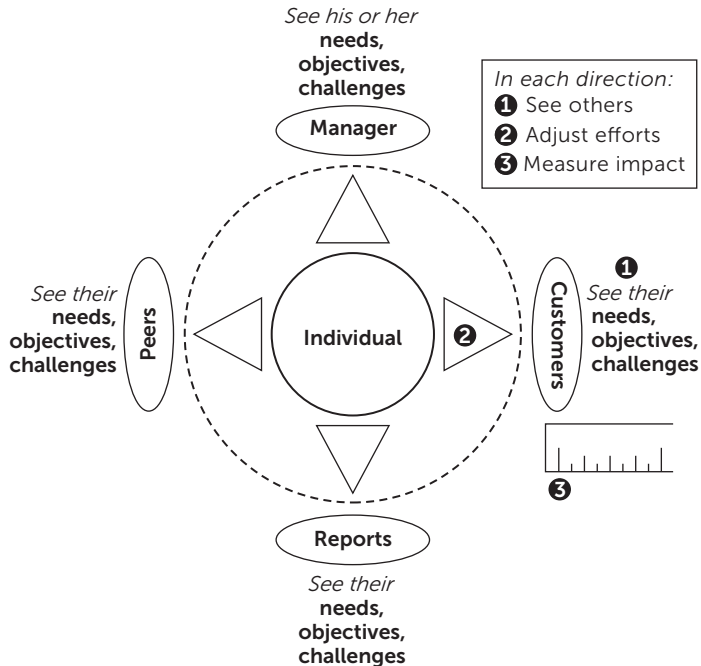 See his or her
needs,
objectives,
challenges
Manager
In each direction:
❶ See others
❷ Adjust efforts
❸ Measure impact
See their
needs,
objectives,
challenges
Peers
Individual
❷
Customers
❶
See their
needs,
objectives,
challenges
❸
Reports
See their
needs,
objectives,
challenges